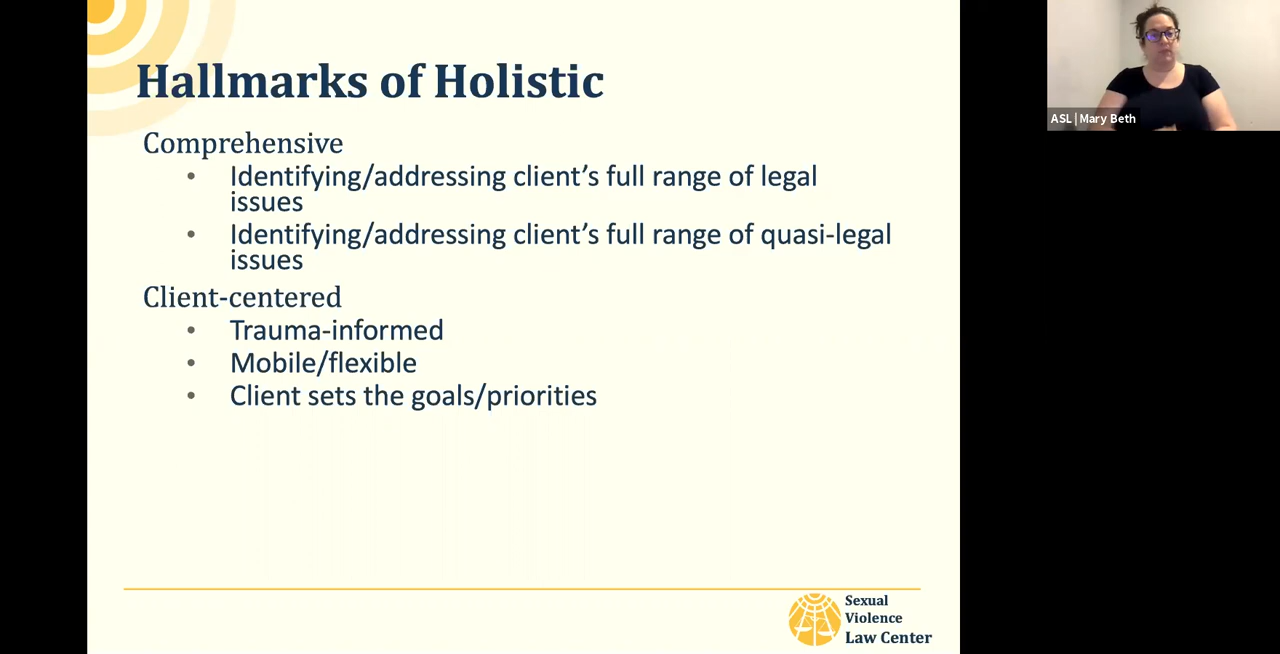 Hallmarks of Holistic
Comprehensive
• Identifying/addressing client's full range of legal
issues
• Identifying/addressing client's full range of quasi-legal
issues
Client-centered
• Trauma-informed
• Mobile/flexible
• Client sets the goals/priorities
Sexual
Violence
Law Center
ASL | Mary Beth